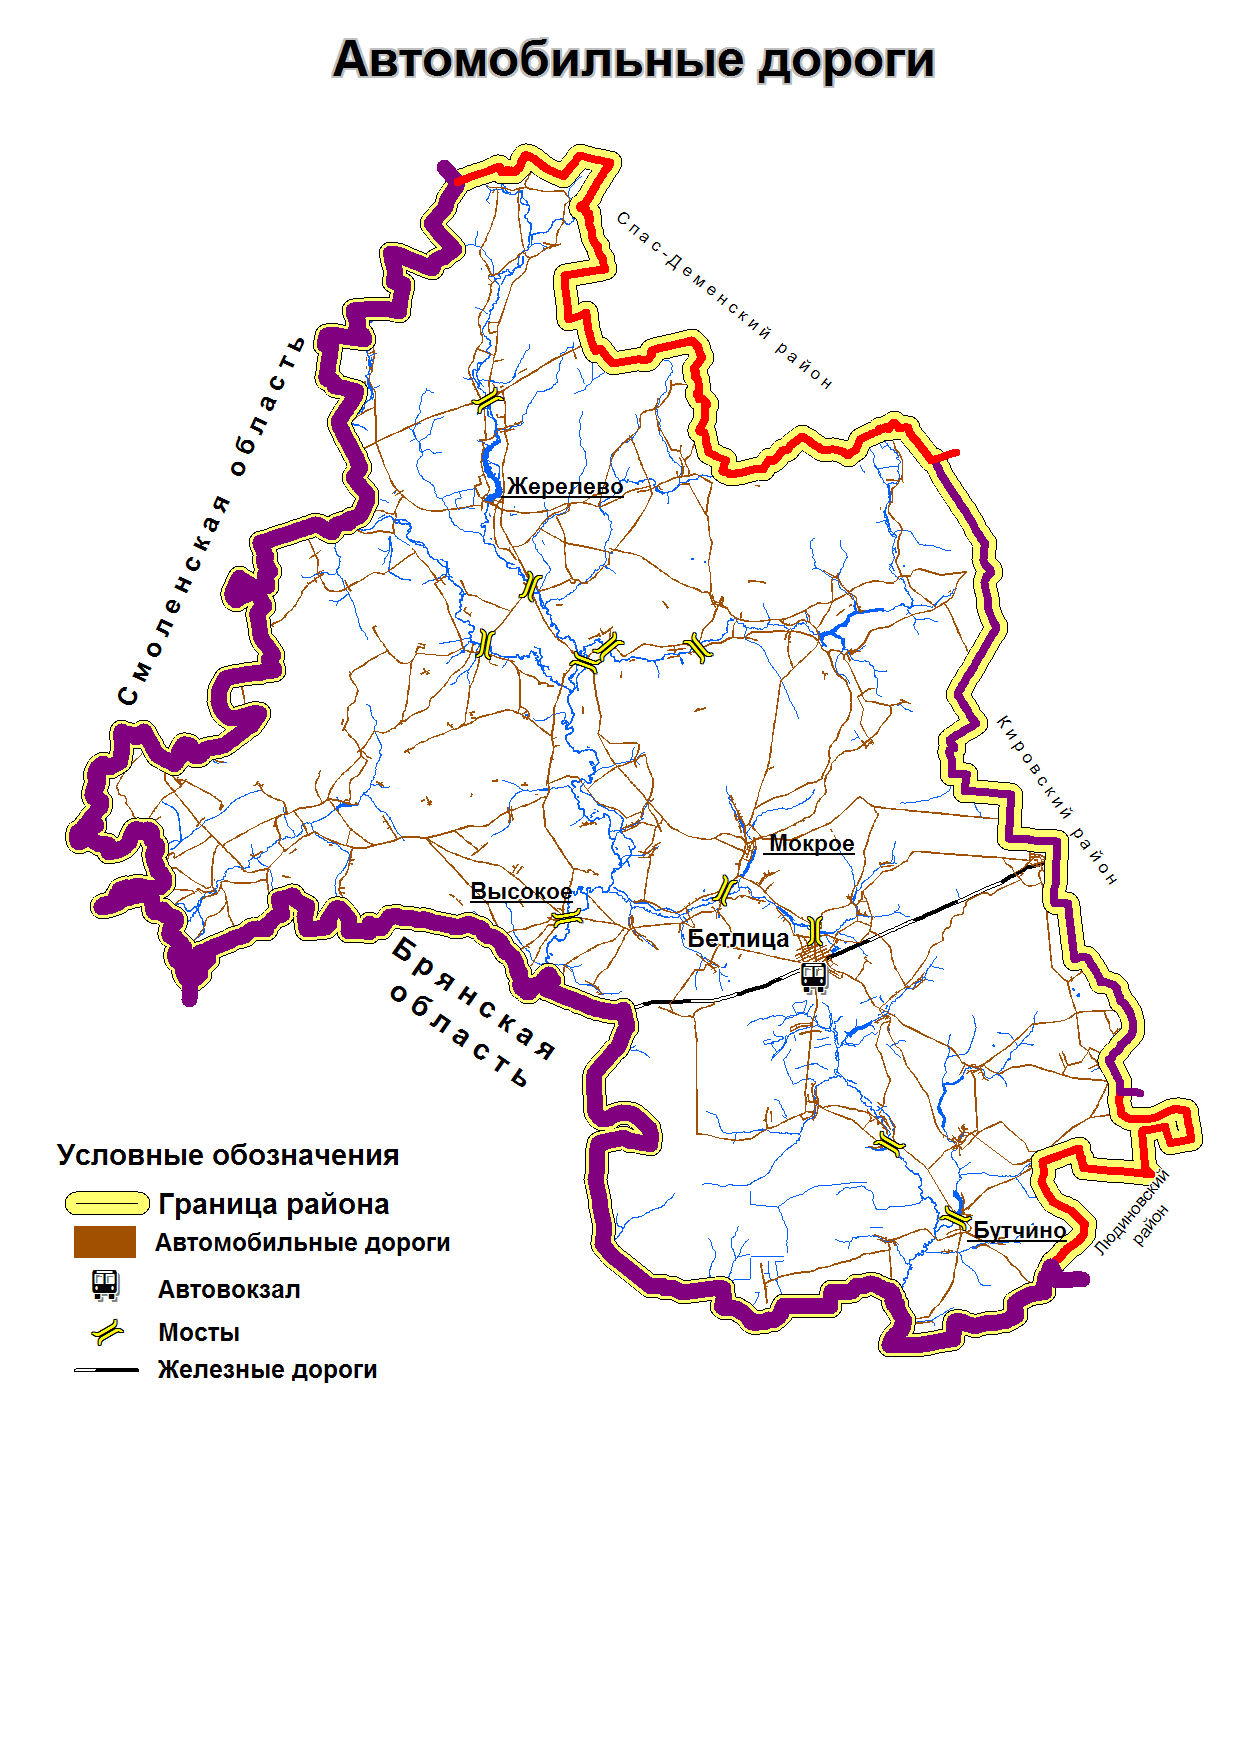 Автомобильные дороги
Спас-Деменский район
Смоленская область
Жерелево
Кировский район
Мокрое
Высокое
Бетлица
Брянская
область
Людиновский
район
Бутчино
Условные обозначения
Граница района
Автомобильные дороги
Автовокзал
Мосты
Железные дороги